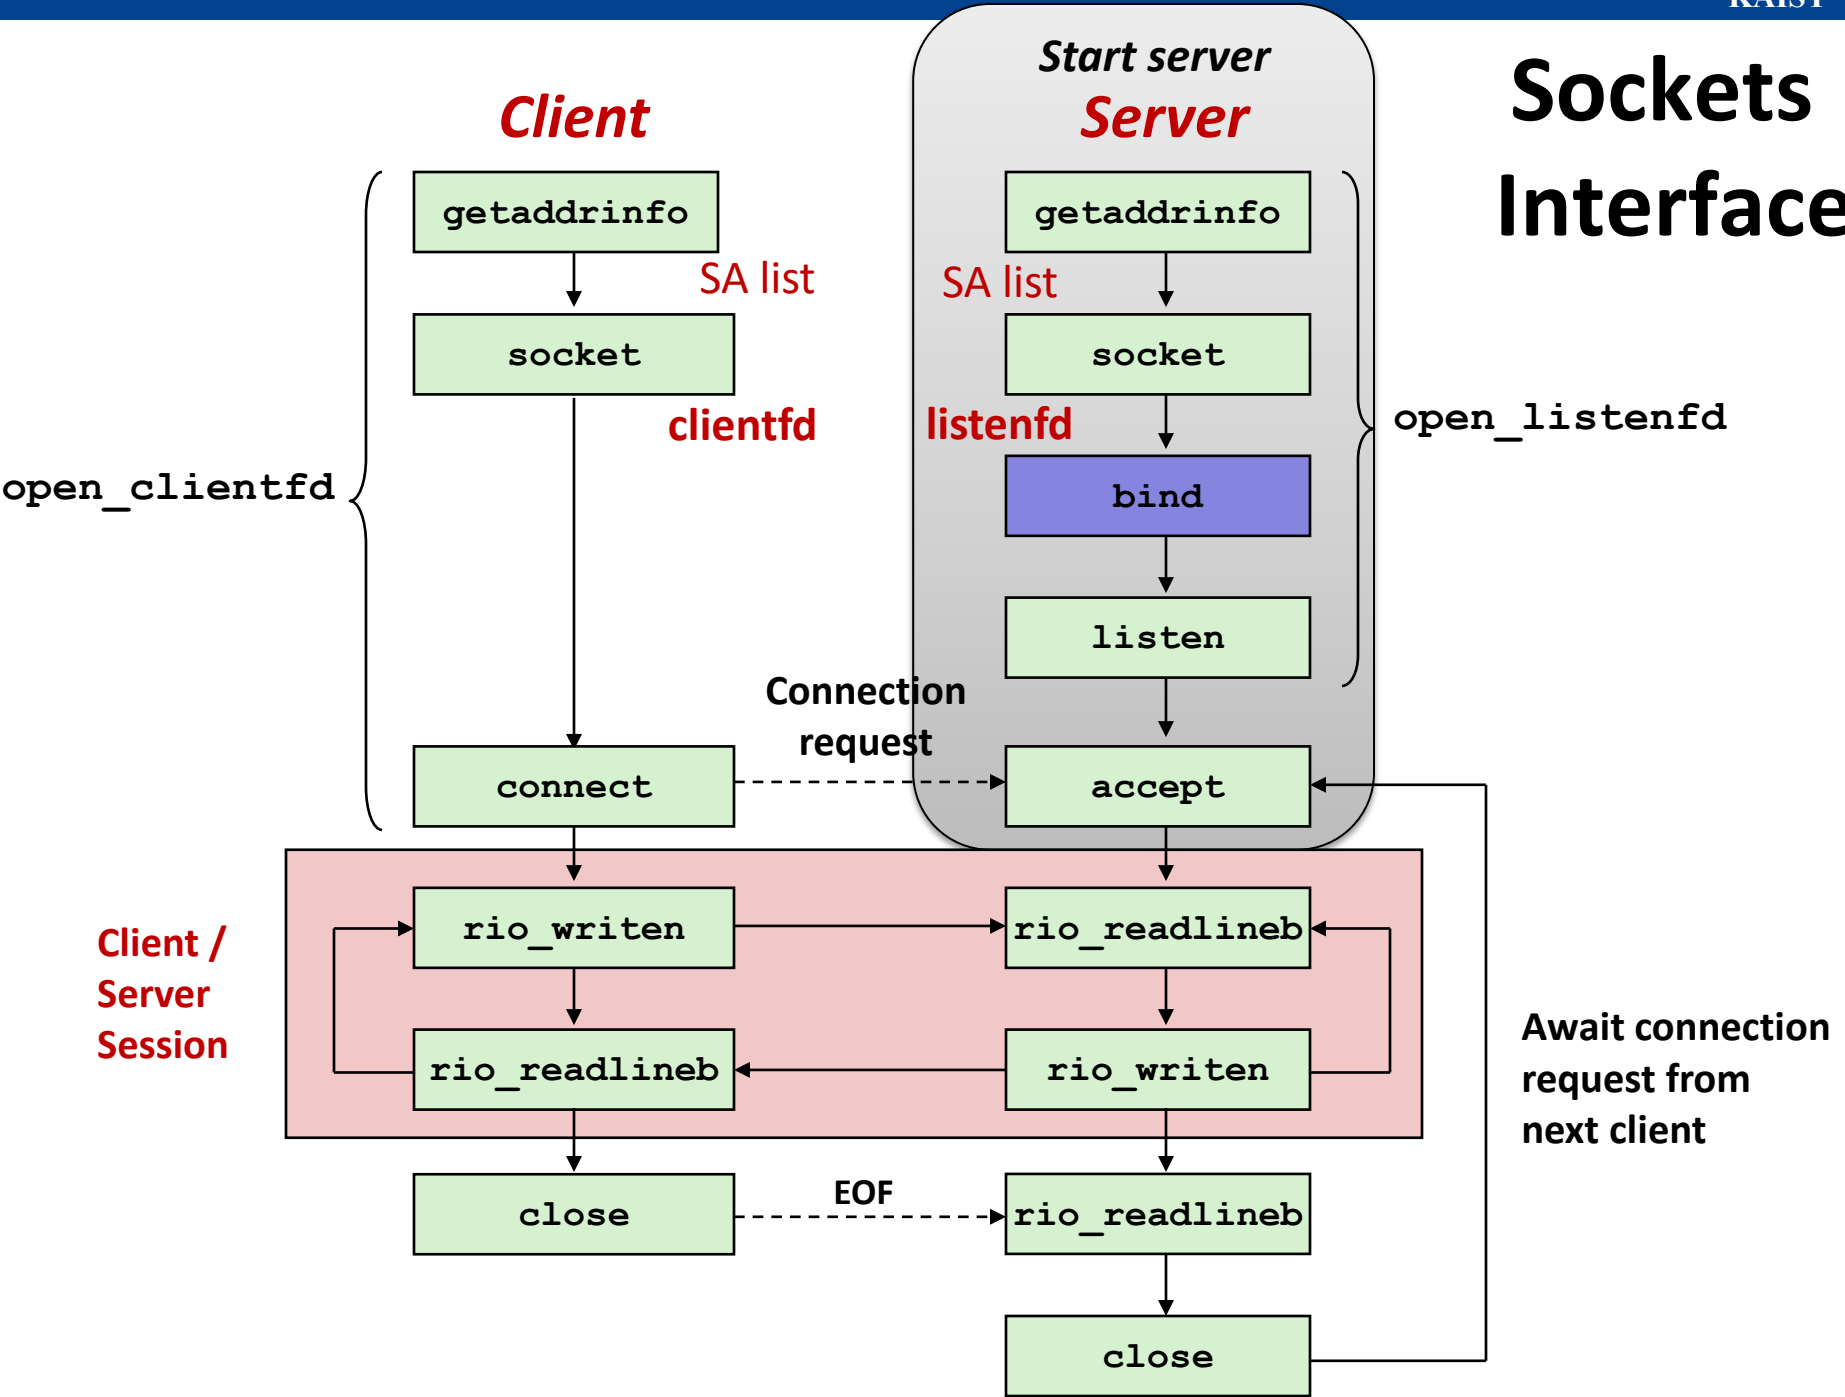 KAIST
Sockets
Interface
Start server
Client
Server
getaddrinfo
getaddrinfo
SA list
SA list
socket
socket
clientfd
listenfd
open_listenfd
open_clientfd
bind
listen
Connection
request
connect
accept
Client /
Server
Session
rio_writen
rio_readlineb
rio_readlineb
rio_writen
Await connection
request from
next client
close
EOF
rio_readlineb
close